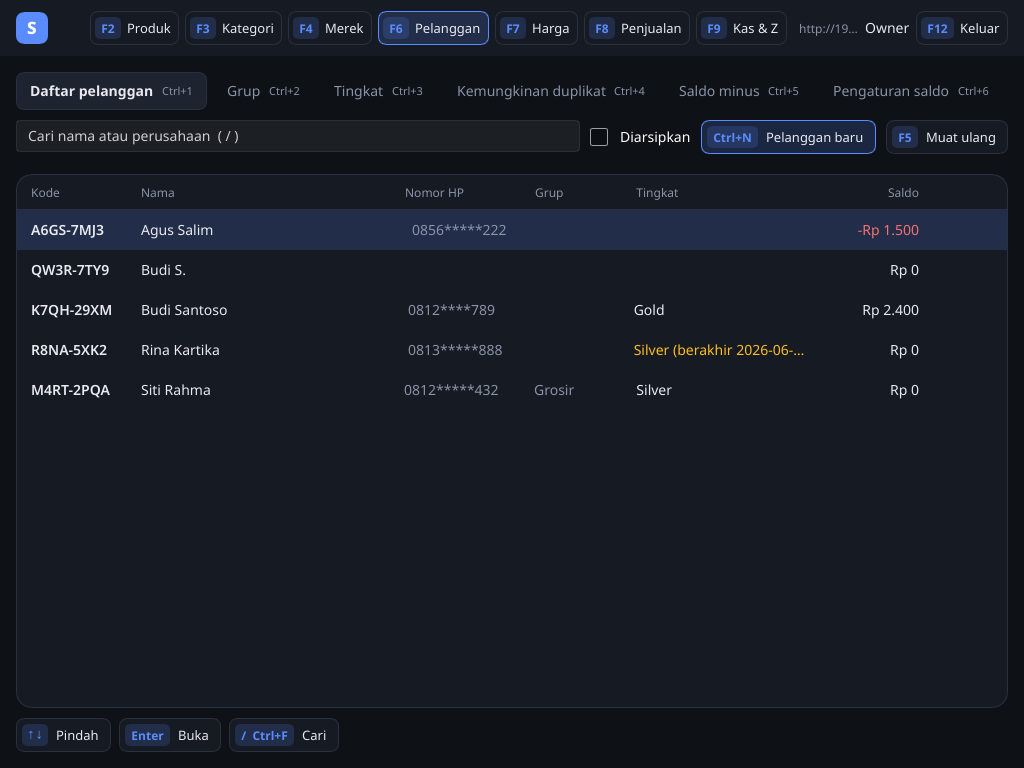 S F2 Produk F3 Kategori F4 Merek F6 Pelanggan F7 Harga F8 Penjualan F9 Kas & Z http://19... Owner F12 Keluar
Daftar pelanggan Ctrl+1 Grup Ctrl+2 Tingkat Ctrl+3 Kemungkinan duplikat Ctrl+4 Saldo minus Ctrl+5 Pengaturan saldo Ctrl+6
Cari nama atau perusahaan ( / ) Diarsipkan Ctrl+N Pelanggan baru F5 Muat ulang
Kode Nama Nomor HP Grup Tingkat Saldo
A6GS-7MJ3 Agus Salim 0856*****222 -Rp 1.500
QW3R-7TY9 Budi S. Rp 0
K7QH-29XM Budi Santoso 0812****789 Gold Rp 2.400
R8NA-5XK2 Rina Kartika 0813*****888 Silver (berakhir 2026-06-... Rp 0
M4RT-2PQA Siti Rahma 0812*****432 Grosir Silver Rp 0
↑↓ Pindah Enter Buka / Ctrl+F Cari